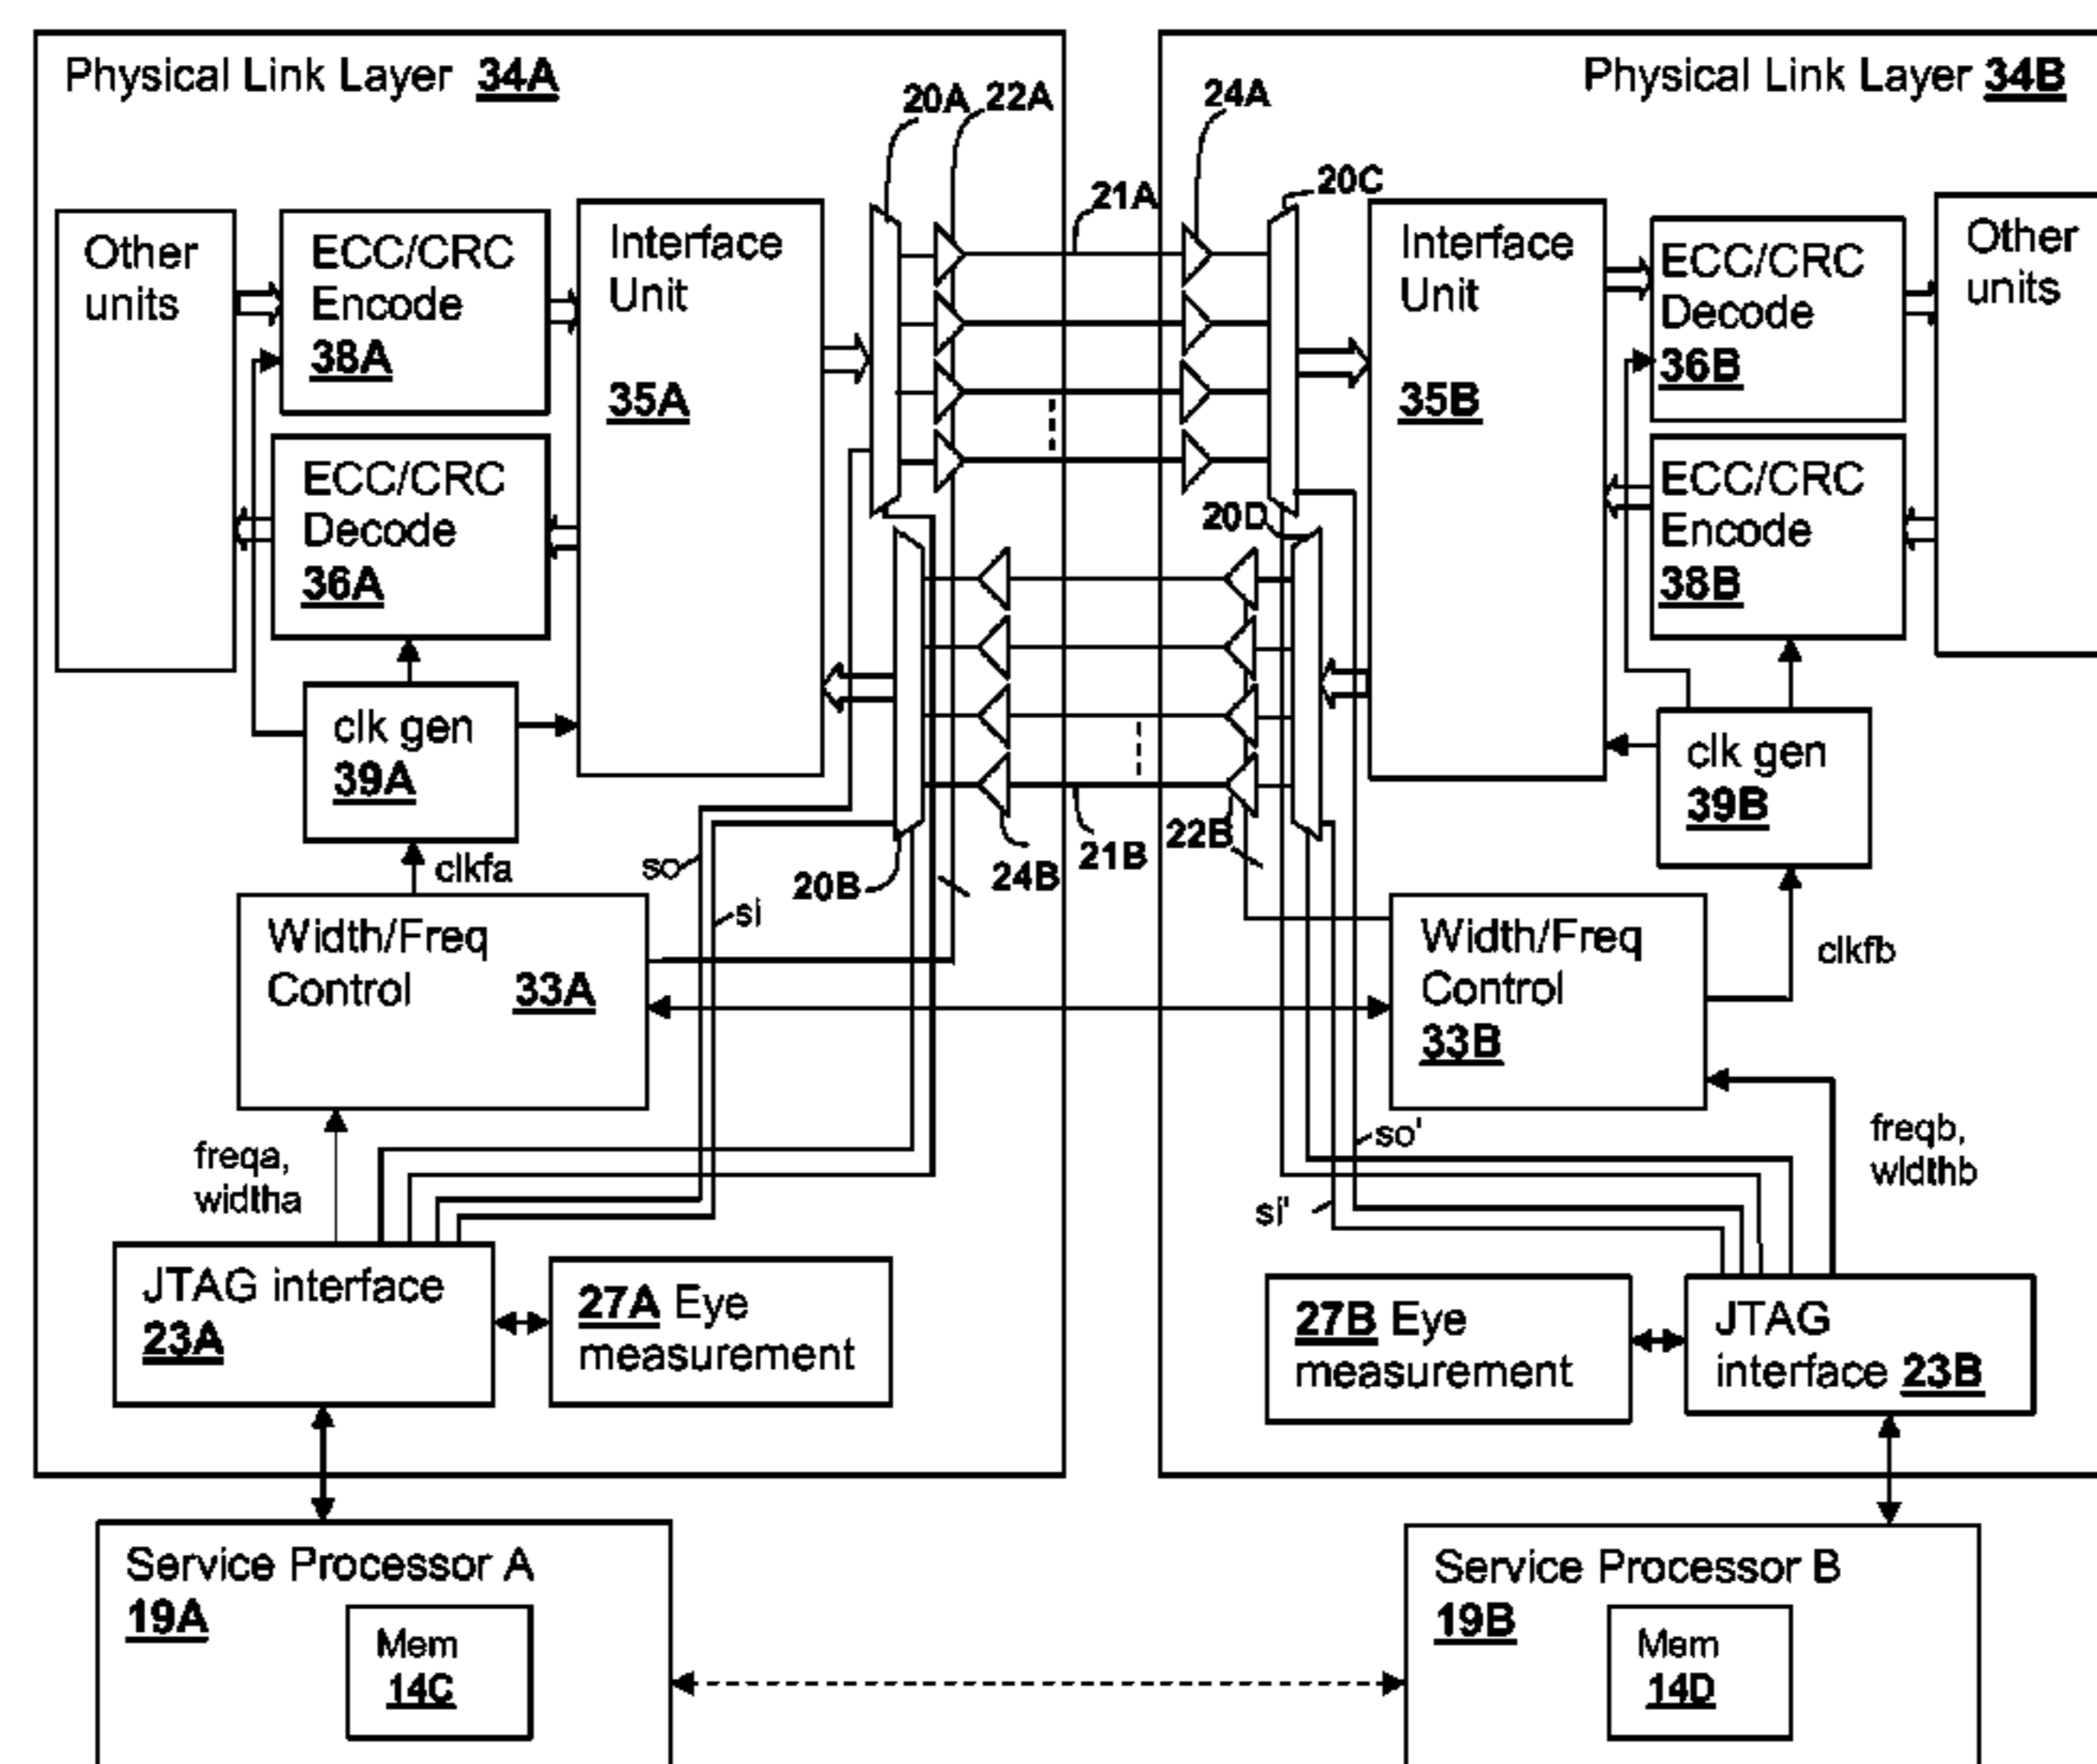 Physical Link Layer 34A
Physical Link Layer 34B
20A
22A
24A
21A
20C
Other
units
ECC/CRC
Encode
38A
Interface
Unit
35A
Interface
Unit
35B
ECC/CRC
Decode
36B
Other
units
ECC/CRC
Decode
36A
20D
ECC/CRC
Encode
38B
clk gen
39A
clk gen
39B
clkfa
so
si
20B
24B
21B
22B
Width/Freq
Control 33A
Width/Freq
Control
33B
clkfb
freqa,
widtha
so'
si'
freqb,
widthb
JTAG interface
23A
27A Eye
measurement
27B Eye
measurement
JTAG
interface 23B
Service Processor A
19A
Mem
14C
Service Processor B
19B
Mem
14D